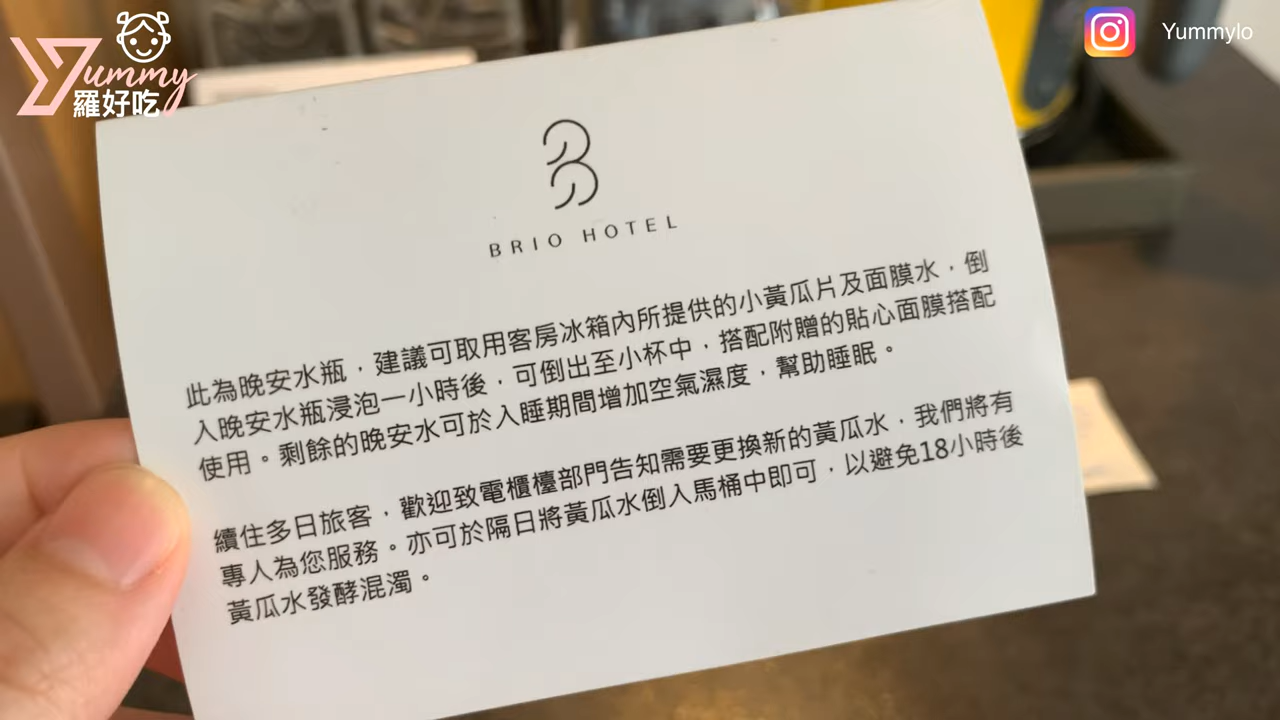 Yummy
羅好吃
Yummylo
BRIO HOTEL
此為晚安水瓶，建議可取用客房冰箱內所提供的小黃瓜片及面膜水，倒
入晚安水瓶浸泡一小時後，可倒出至小杯中，搭配附贈的貼心面膜搭配
使用。剩餘的晚安水可於入睡期間增加空氣濕度，幫助睡眠。
續住多日旅客，歡迎致電櫃檯部門告知需要更換新的黃瓜水，我們將有
專人為您服務。亦可於隔日將黃瓜水倒入馬桶中即可，以避免18小時後
黃瓜水發酵混濁。